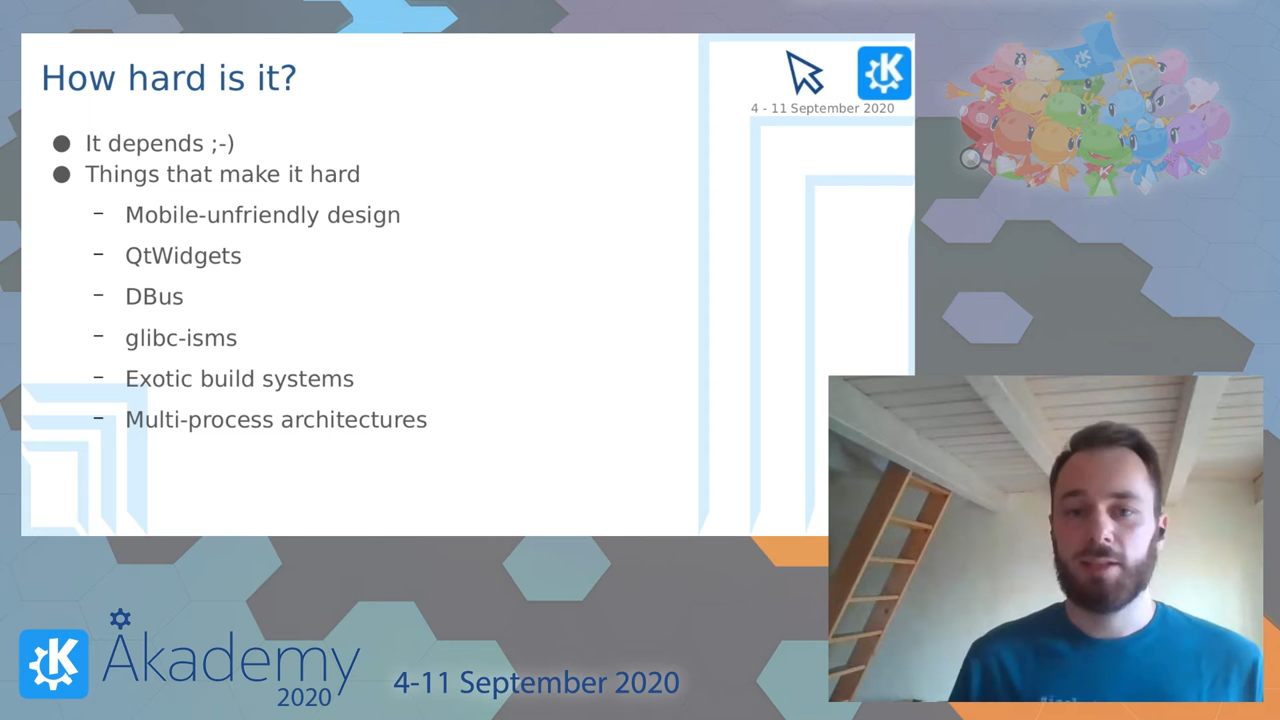 How hard is it?
4 - 11 September 2020
● It depends ;-)
● Things that make it hard
– Mobile-unfriendly design
– QtWidgets
– DBus
– glibc-isms
– Exotic build systems
– Multi-process architectures
Akademy
2020
4-11 September 2020